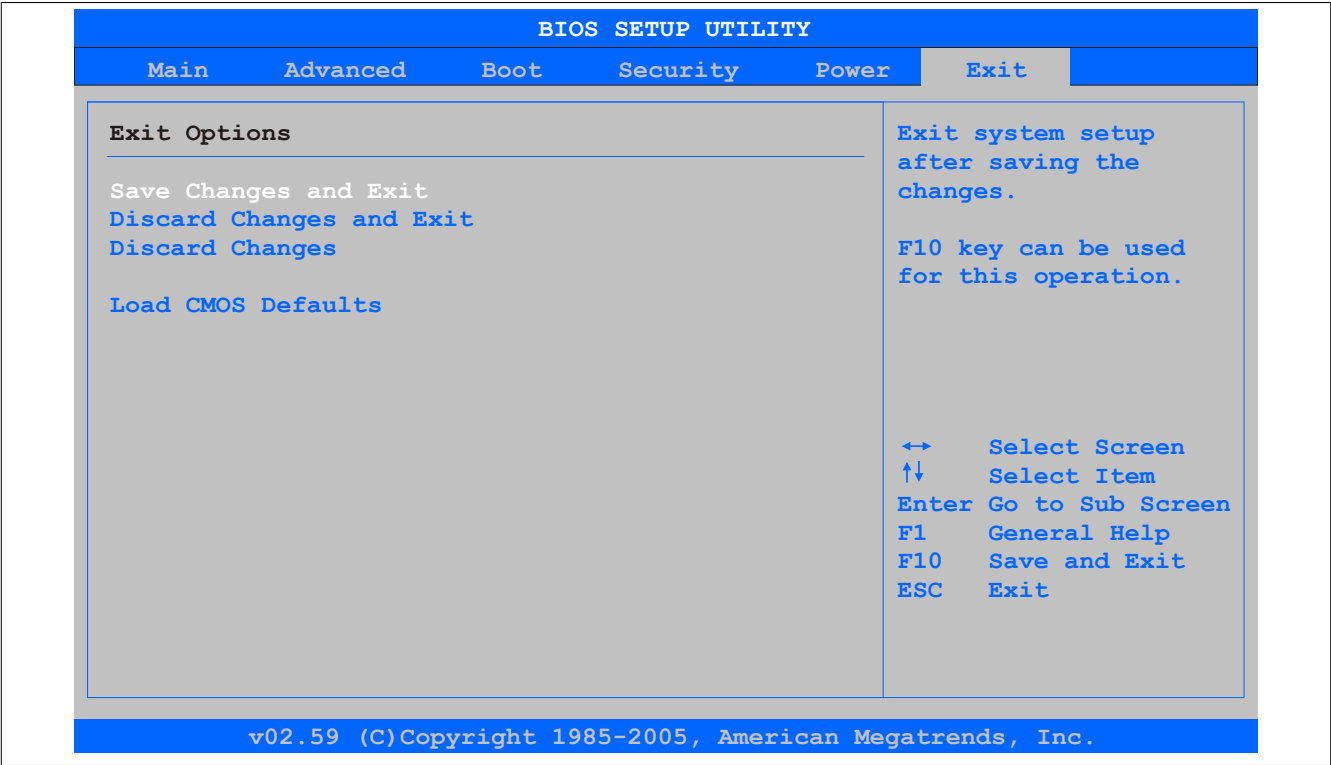 BIOS SETUP UTILITY
Main Advanced Boot Security Power Exit
Exit Options
Save Changes and Exit
Discard Changes and Exit
Discard Changes
Load CMOS Defaults
Exit system setup
after saving the
changes.
F10 key can be used
for this operation.
↔ Select Screen
↑↓ Select Item
Enter Go to Sub Screen
F1 General Help
F10 Save and Exit
ESC Exit
v02.59 (C)Copyright 1985-2005, American Megatrends, Inc.